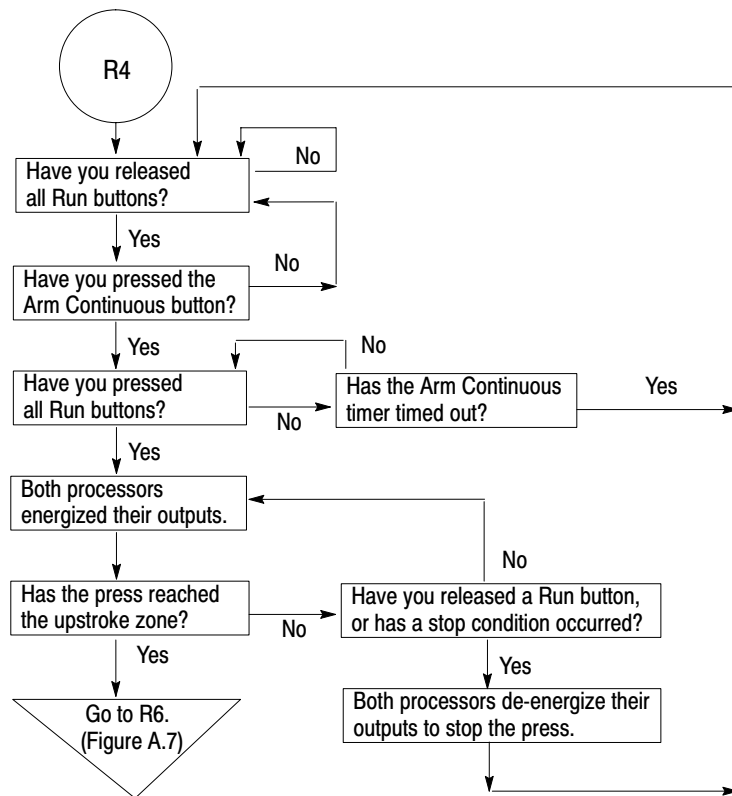 R4
No
Have you released
all Run buttons?
Yes
Have you pressed the
Arm Continuous button?
No
Yes
No
Have you pressed
all Run buttons?
No
Has the Arm Continuous
timer timed out?
Yes
Yes
Both processors
energized their outputs.
No
Has the press reached
the upstroke zone?
No
Have you released a Run button,
or has a stop condition occurred?
Yes
Yes
Go to R6.
(Figure A.7)
Both processors de-energize their
outputs to stop the press.